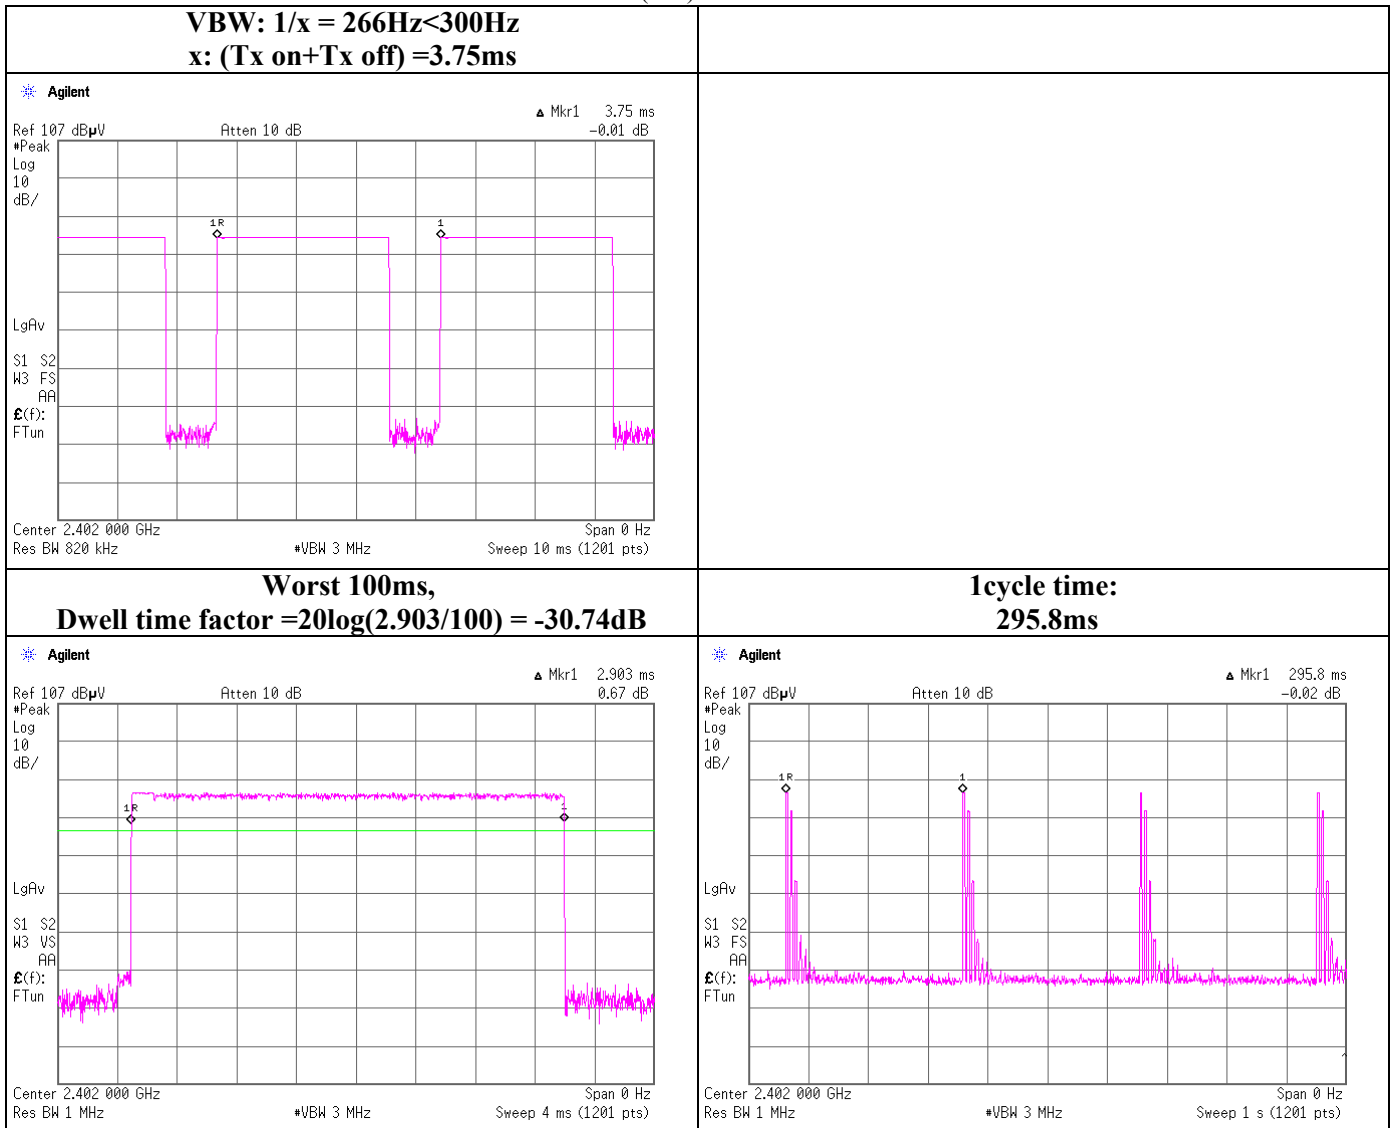 VBW: 1/x = 266Hz<300Hz
x: (Tx on+Tx off) =3.75ms
Agilent
Δ Mkr1 3.75 ms
Ref 107 dBµV Atten 10 dB -0.01 dB
#Peak
Log
10
dB/
1R
1
LgAv
S1 S2
W3 FS
AA
£(f):
FTun
Center 2.402 000 GHz Span 0 Hz
Res BW 820 kHz #VBW 3 MHz Sweep 10 ms (1201 pts)
Worst 100ms,
Dwell time factor =20log(2.903/100) = -30.74dB
1cycle time:
295.8ms
Agilent
Δ Mkr1 2.903 ms
Ref 107 dBµV Atten 10 dB 0.67 dB
#Peak
Log
10
dB/
1R
1
LgAv
S1 S2
W3 VS
AA
£(f):
FTun
Center 2.402 000 GHz Span 0 Hz
Res BW 1 MHz #VBW 3 MHz Sweep 4 ms (1201 pts)
Agilent
Δ Mkr1 295.8 ms
Ref 107 dBµV Atten 10 dB -0.02 dB
#Peak
Log
10
dB/
1R
1
LgAv
S1 S2
W3 FS
AA
£(f):
FTun
Center 2.402 000 GHz Span 0 Hz
Res BW 1 MHz #VBW 3 MHz Sweep 1 s (1201 pts)